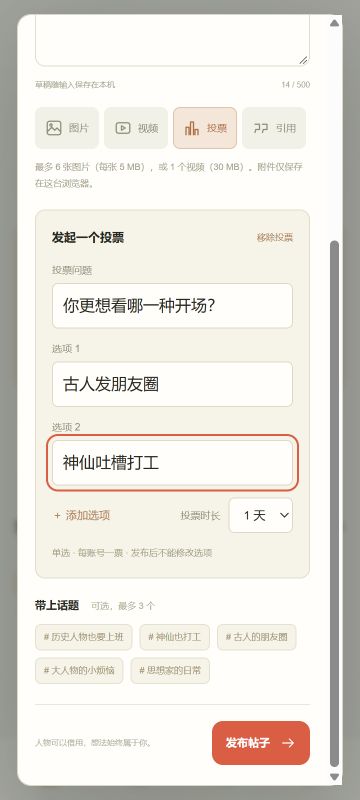 草稿随输入保存在本机
14 / 500
图片
视频
投票
引用
最多 6 张图片（每张 5 MB），或 1 个视频（30 MB）。附件仅保存
在这台浏览器。
发起一个投票
移除投票
投票问题
你更想看哪一种开场？
选项 1
古人发朋友圈
选项 2
神仙吐槽打工
+ 添加选项
投票时长
1 天
单选 · 每账号一票 · 发布后不能修改选项
带上话题
可选，最多 3 个
# 历史人物也要上班
# 神仙也打工
# 古人的朋友圈
# 大人物的小烦恼
# 思想家的日常
人物可以借用，想法始终属于你。
发布帖子 →